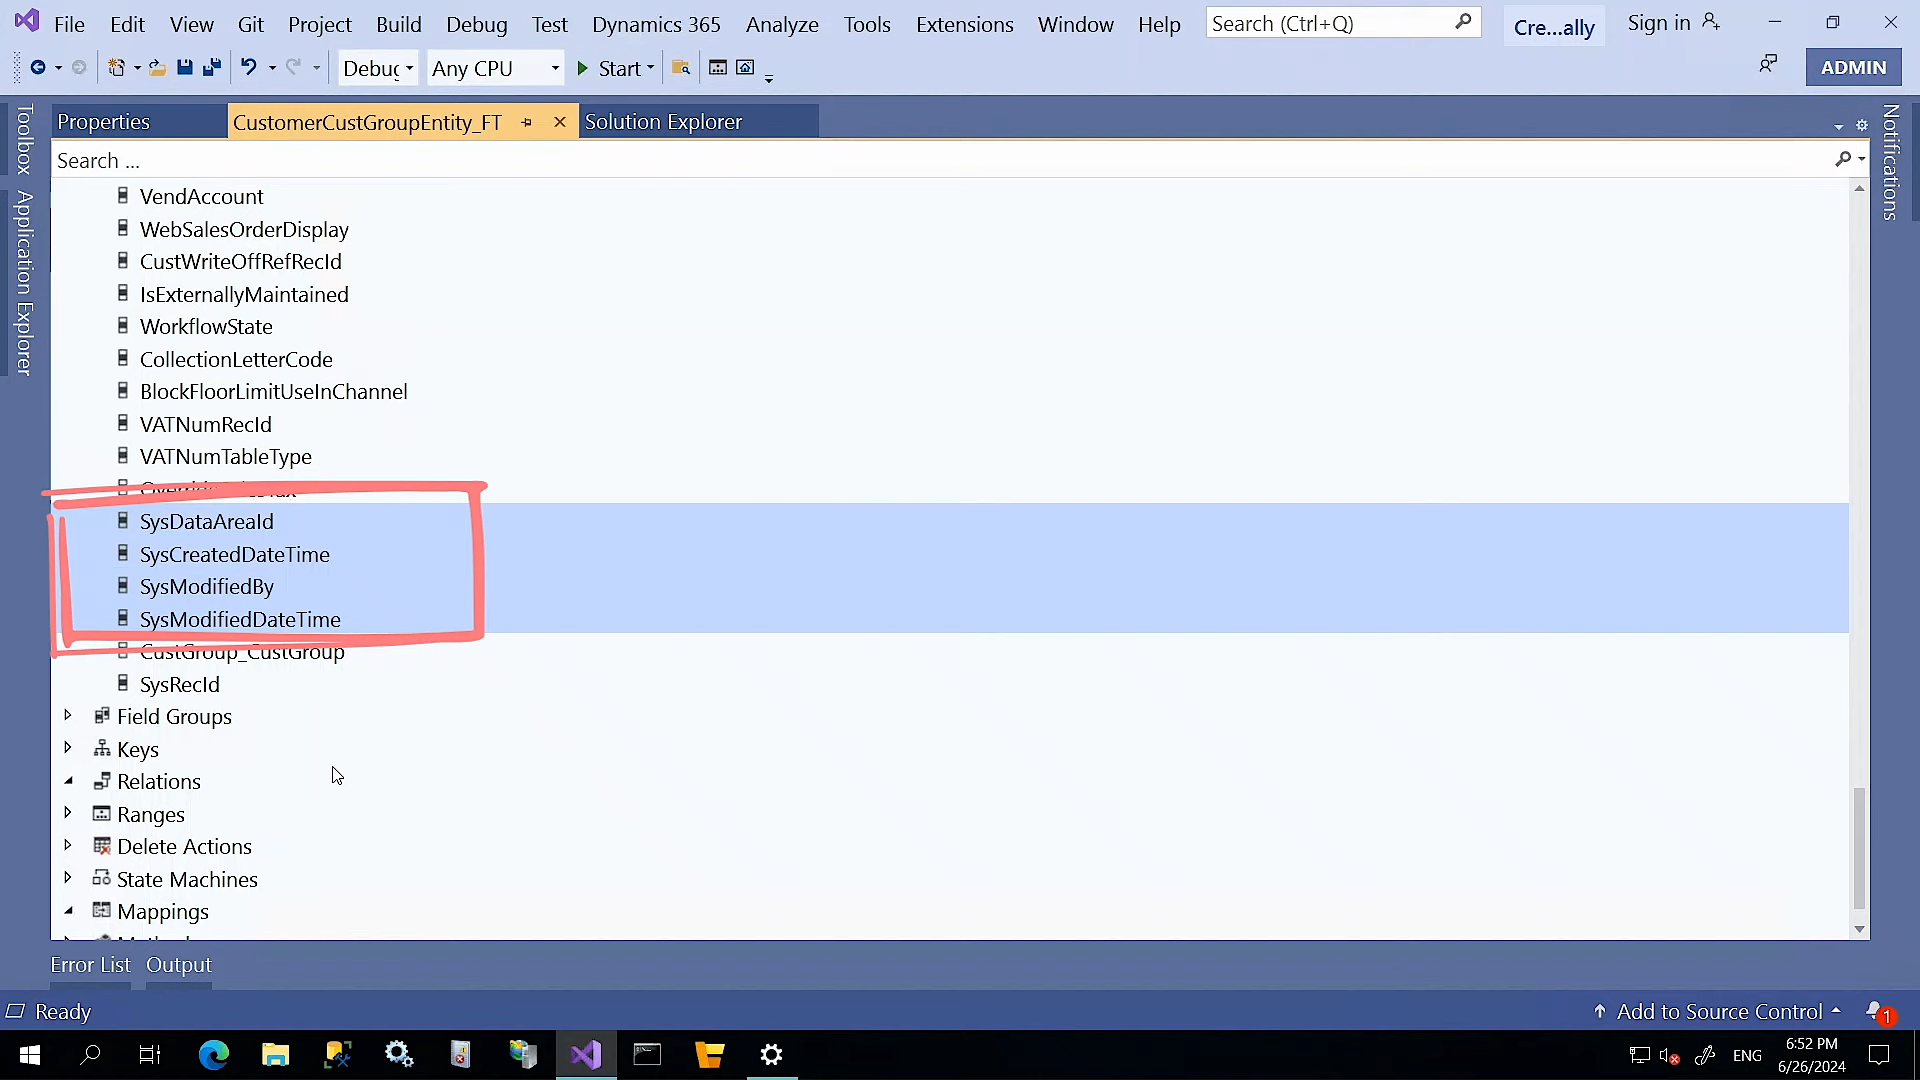 File Edit View Git Project Build Debug Test Dynamics 365 Analyze Tools Extensions Window Help Search (Ctrl+Q) Cre...ally Sign in
Any CPU Start ADMIN
Toolbox
Application Explorer
Properties CustomerCustGroupEntity_FT Solution Explorer
Notifications
Search ...
VendAccount
WebSalesOrderDisplay
CustWriteOffRefRecId
IsExternallyMaintained
WorkflowState
CollectionLetterCode
BlockFloorLimitUseInChannel
VATNumRecId
VATNumTableType
SysDataAreaId
SysCreatedDateTime
SysModifiedBy
SysModifiedDateTime
CustGroup_CustGroup
SysRecId
Field Groups
Keys
Relations
Ranges
Delete Actions
State Machines
Mappings
Error List Output
Ready Add to Source Control 1
ENG 6:52 PM
6/26/2024